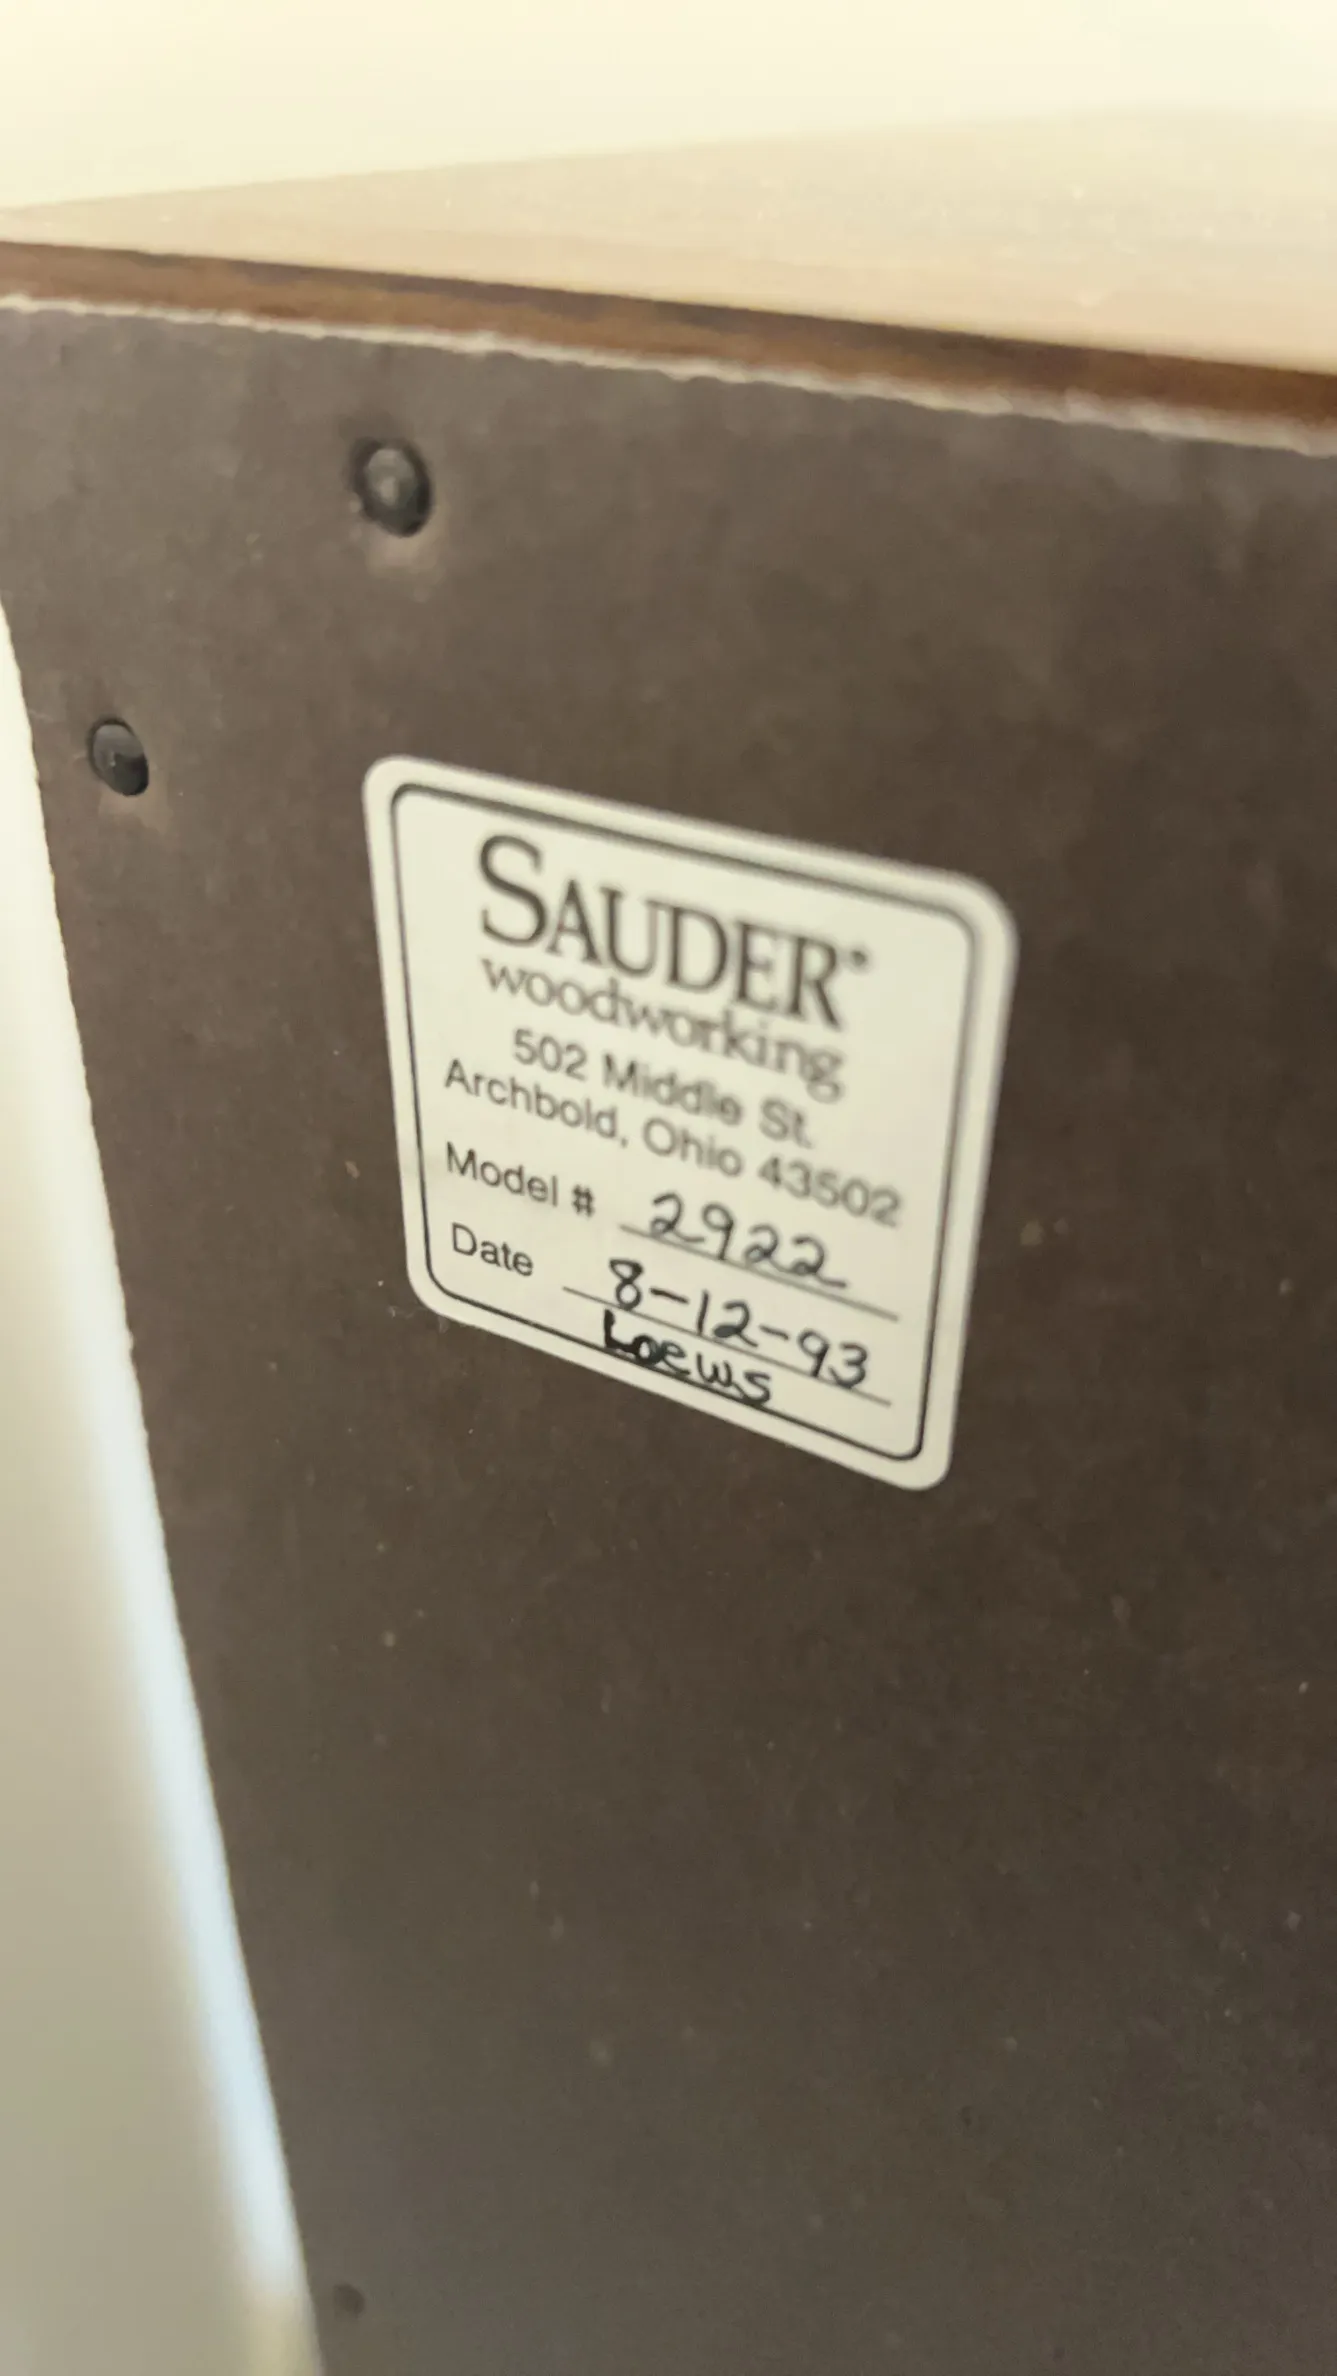 SAUDER®
woodworking
502 Middle St.
Archbold, Ohio 43502
Model # 2922
Date 8-12-93
Loews